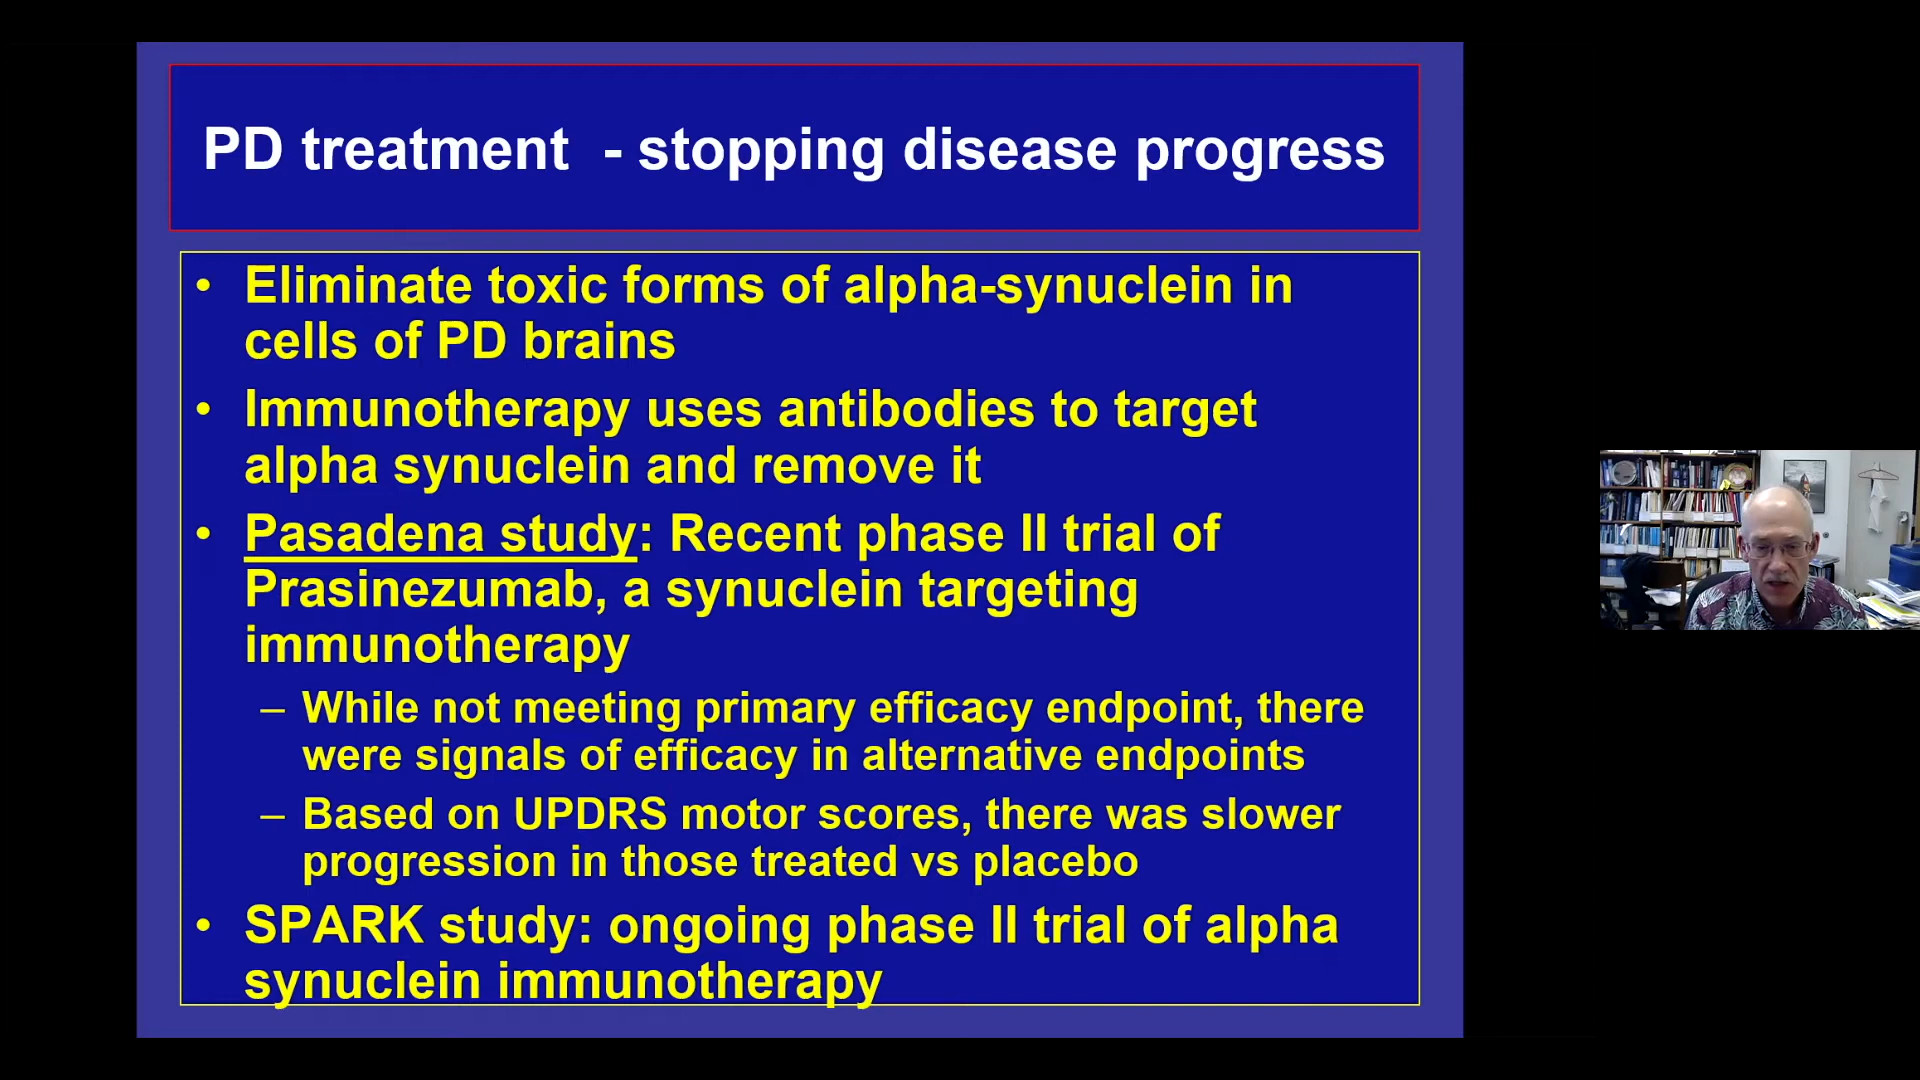 PD treatment - stopping disease progress
• Eliminate toxic forms of alpha-synuclein in
cells of PD brains
• Immunotherapy uses antibodies to target
alpha synuclein and remove it
• Pasadena study: Recent phase II trial of
Prasinezumab, a synuclein targeting
immunotherapy
– While not meeting primary efficacy endpoint, there
were signals of efficacy in alternative endpoints
– Based on UPDRS motor scores, there was slower
progression in those treated vs placebo
• SPARK study: ongoing phase II trial of alpha
synuclein immunotherapy